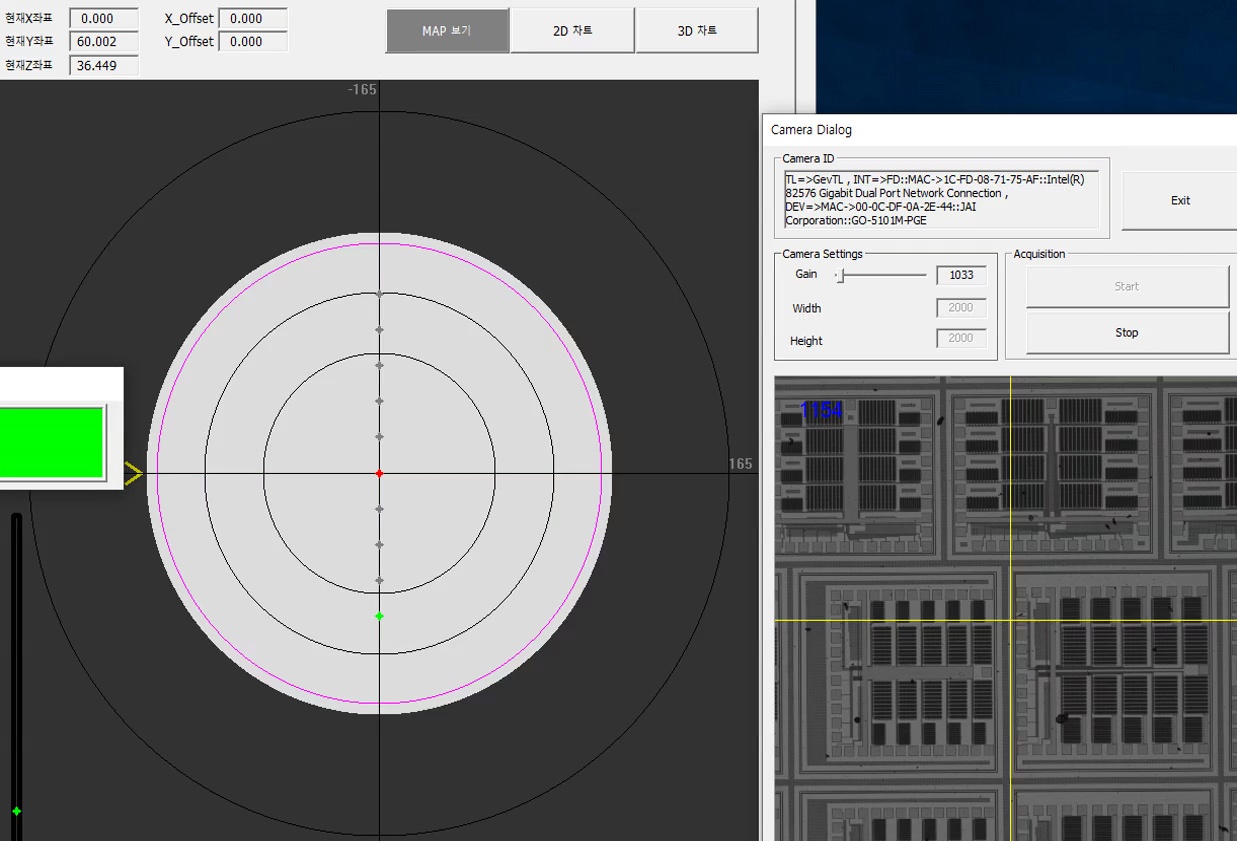 현재X좌표 0.000 X_Offset 0.000
현재Y좌표 60.002 Y_Offset 0.000
현재Z좌표 36.449
MAP 보기 2D 차트 3D 차트
-165
165
Camera Dialog
Camera ID
TL=>GevTL , INT=>FD::MAC->1C-FD-08-71-75-AF::Intel(R)
82576 Gigabit Dual Port Network Connection ,
DEV=>MAC->00-0C-DF-0A-2E-44::JAI
Corporation::GO-5101M-PGE
Exit
Camera Settings
Gain 1033
Width 2000
Height 2000
Acquisition
Start
Stop
1154